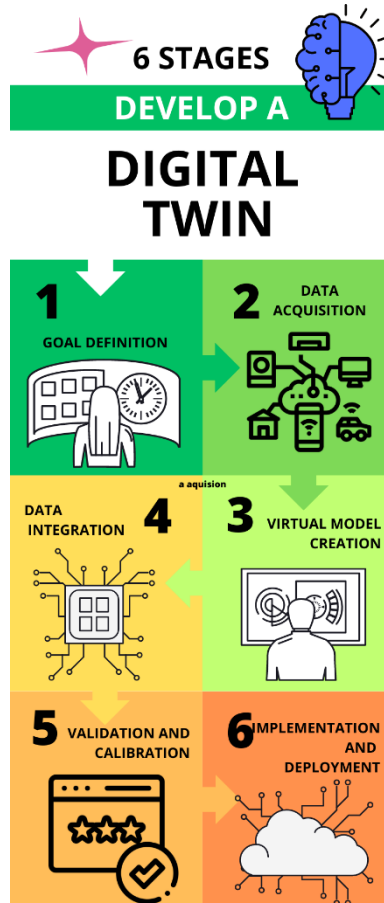 6 STAGES
DEVELOP A
DIGITAL
TWIN
1
GOAL DEFINITION
2
DATA
ACQUISITION
a aquision
3
VIRTUAL MODEL
CREATION
4
DATA
INTEGRATION
5
VALIDATION AND
CALIBRATION
6
IMPLEMENTATION
AND
DEPLOYMENT